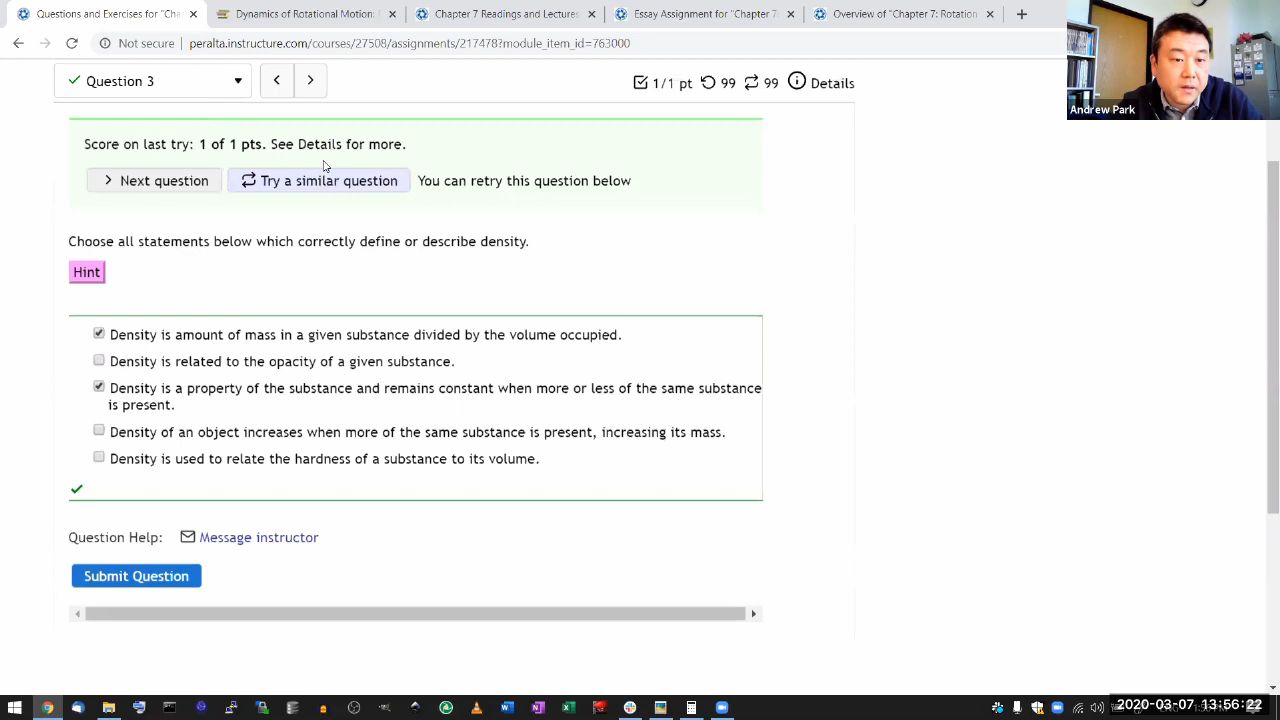 Questions and Exercises for "Cha
Dynamics of Rotational Motion
Chapter 7 Readings and Lectures
Essay Assignment of "Chapter 7:
Overview of "Chapter 7: Rotation
Not secure | peralta.instructure.com/courses/27508/assignments/217478?module_item_id=763000
Andrew Park
Question 3
1/1 pt 99 99 Details
Score on last try: 1 of 1 pts. See Details for more.
Next question
Try a similar question
You can retry this question below
Choose all statements below which correctly define or describe density.
Hint
Density is amount of mass in a given substance divided by the volume occupied.
Density is related to the opacity of a given substance.
Density is a property of the substance and remains constant when more or less of the same substance
is present.
Density of an object increases when more of the same substance is present, increasing its mass.
Density is used to relate the hardness of a substance to its volume.
Question Help: Message instructor
Submit Question
2020-03-07 13:56:22